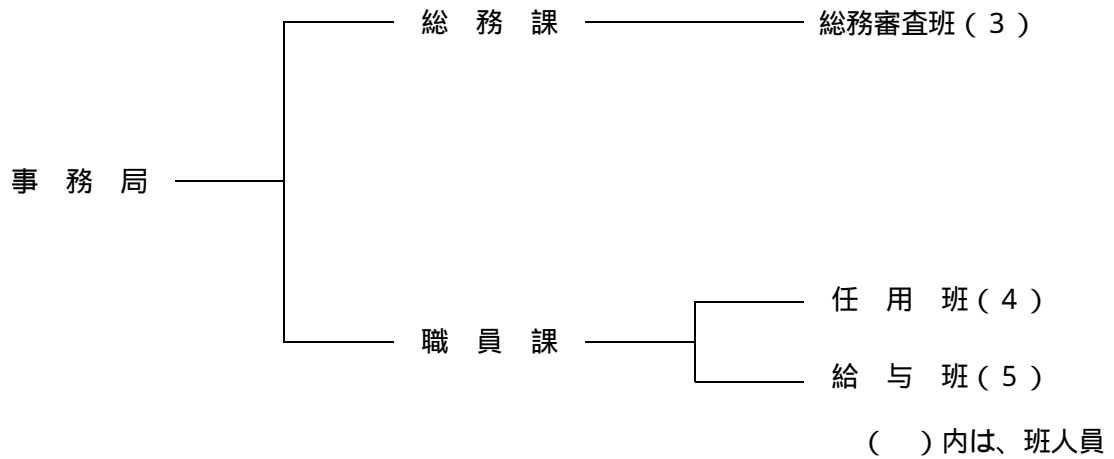 総　務　課　総務審査班(３)
事　務　局
任　用　班(４)
職　員　課
給　与　班(５)
(　)内は、班人員